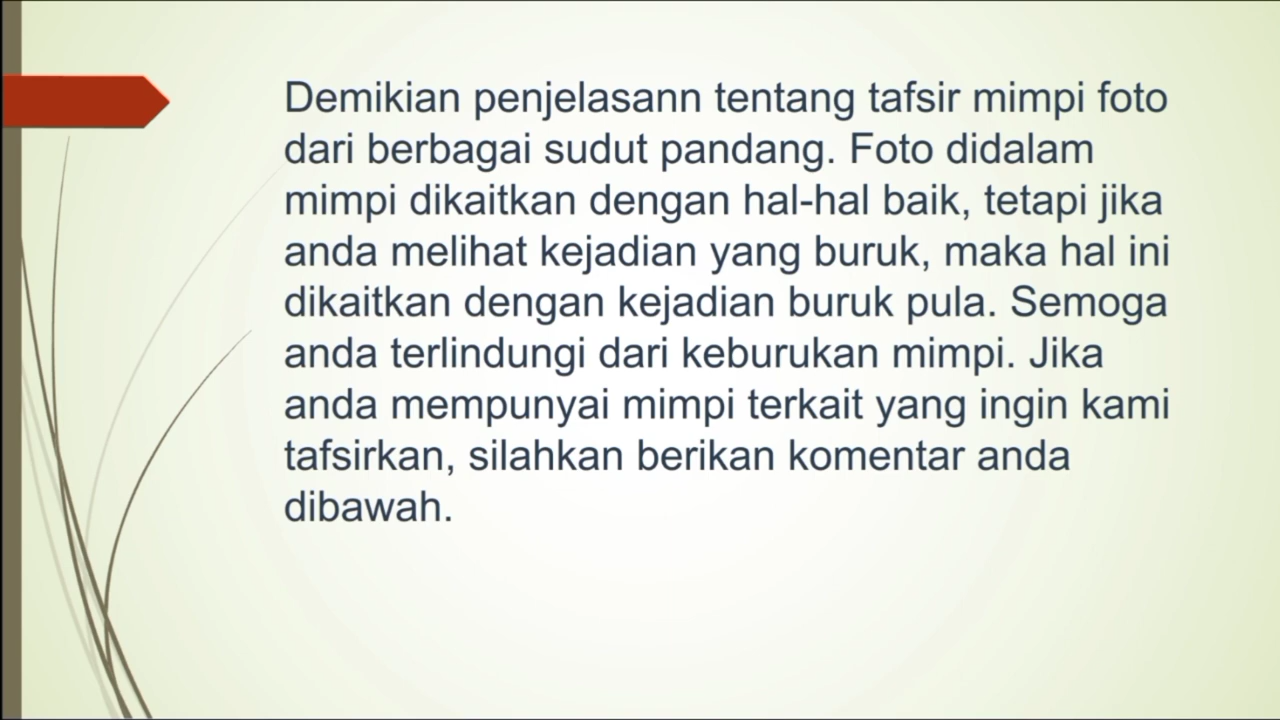 Demikian penjelasann tentang tafsir mimpi foto
dari berbagai sudut pandang. Foto didalam
mimpi dikaitkan dengan hal-hal baik, tetapi jika
anda melihat kejadian yang buruk, maka hal ini
dikaitkan dengan kejadian buruk pula. Semoga
anda terlindungi dari keburukan mimpi. Jika
anda mempunyai mimpi terkait yang ingin kami
tafsirkan, silahkan berikan komentar anda
dibawah.